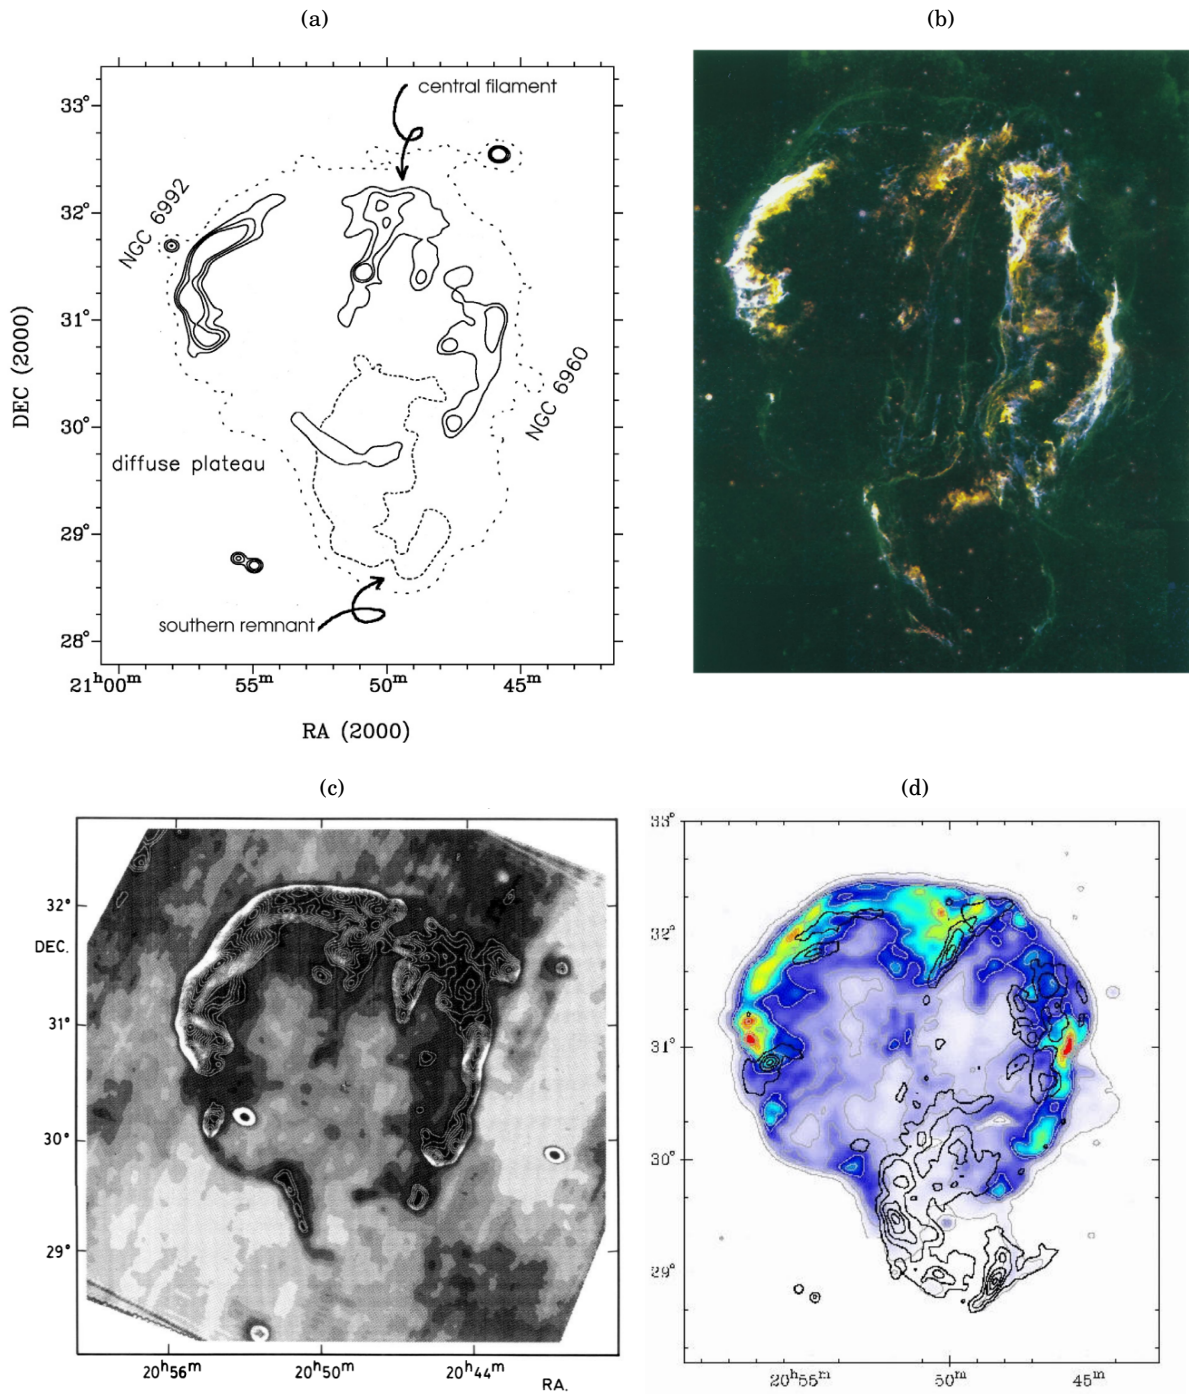 (a)
(b)
central filament
NGC 6992
NGC 6960
diffuse plateau
southern remnant
33°
32°
31°
30°
29°
28°
DEC (2000)
21ʰ00ᵐ
55ᵐ
50ᵐ
45ᵐ
RA (2000)
(c)
(d)
32°
DEC.
31°
30°
29°
20ʰ56ᵐ
20ʰ50ᵐ
20ʰ44ᵐ
RA.
33°
32°
31°
30°
29°
20ʰ55ᵐ
50ᵐ
45ᵐ